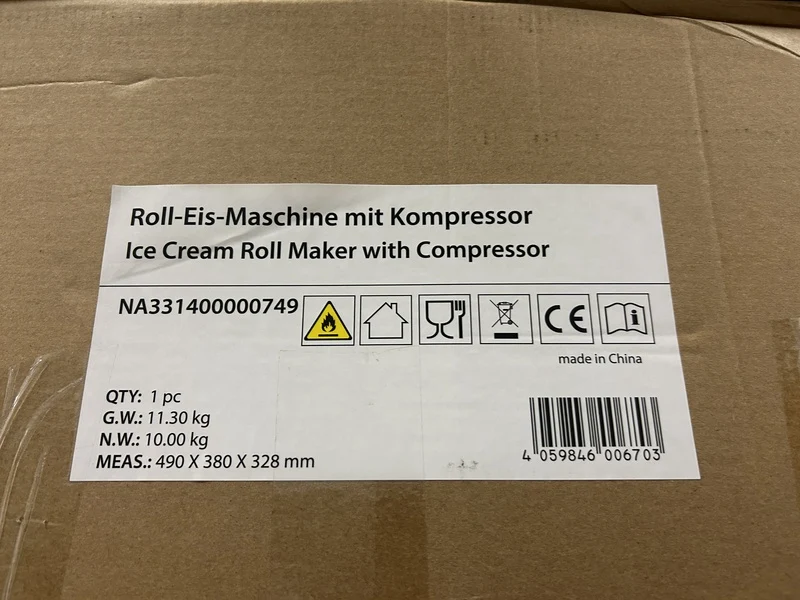 Roll-Eis-Maschine mit Kompressor
Ice Cream Roll Maker with Compressor
NA331400000749
CE
i
made in China
QTY: 1 pc
G.W.: 11.30 kg
N.W.: 10.00 kg
MEAS.: 490 X 380 X 328 mm
4 059846 006703